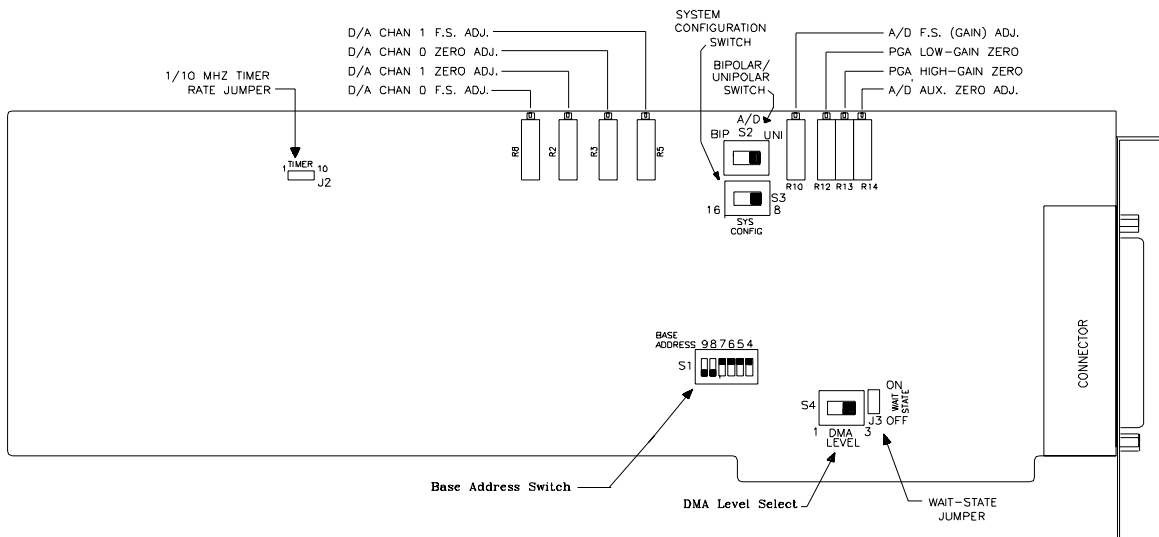 SYSTEM
CONFIGURATION
SWITCH
D/A CHAN 1 F.S. ADJ.
D/A CHAN 0 ZERO ADJ.
D/A CHAN 1 ZERO ADJ.
D/A CHAN 0 F.S. ADJ.
1/10 MHZ TIMER
RATE JUMPER
BIPOLAR/
UNIPOLAR
SWITCH
A/D F.S. (GAIN) ADJ.
PGA LOW-GAIN ZERO
PGA HIGH-GAIN ZERO
A/D' AUX. ZERO ADJ.
1 TIMER 10
J2
R8
R2
R3
R5
A/D
BIP S2 UNI
R10 R12 R13 R14
S3
16 8
SYS
CONFIG
BASE
ADDRESS 987654
S1
S4
1 DMA 3
LEVEL
ON
WAIT
STATE
J3 OFF
CONNECTOR
Base Address Switch
DMA Level Select
WAIT-STATE
JUMPER